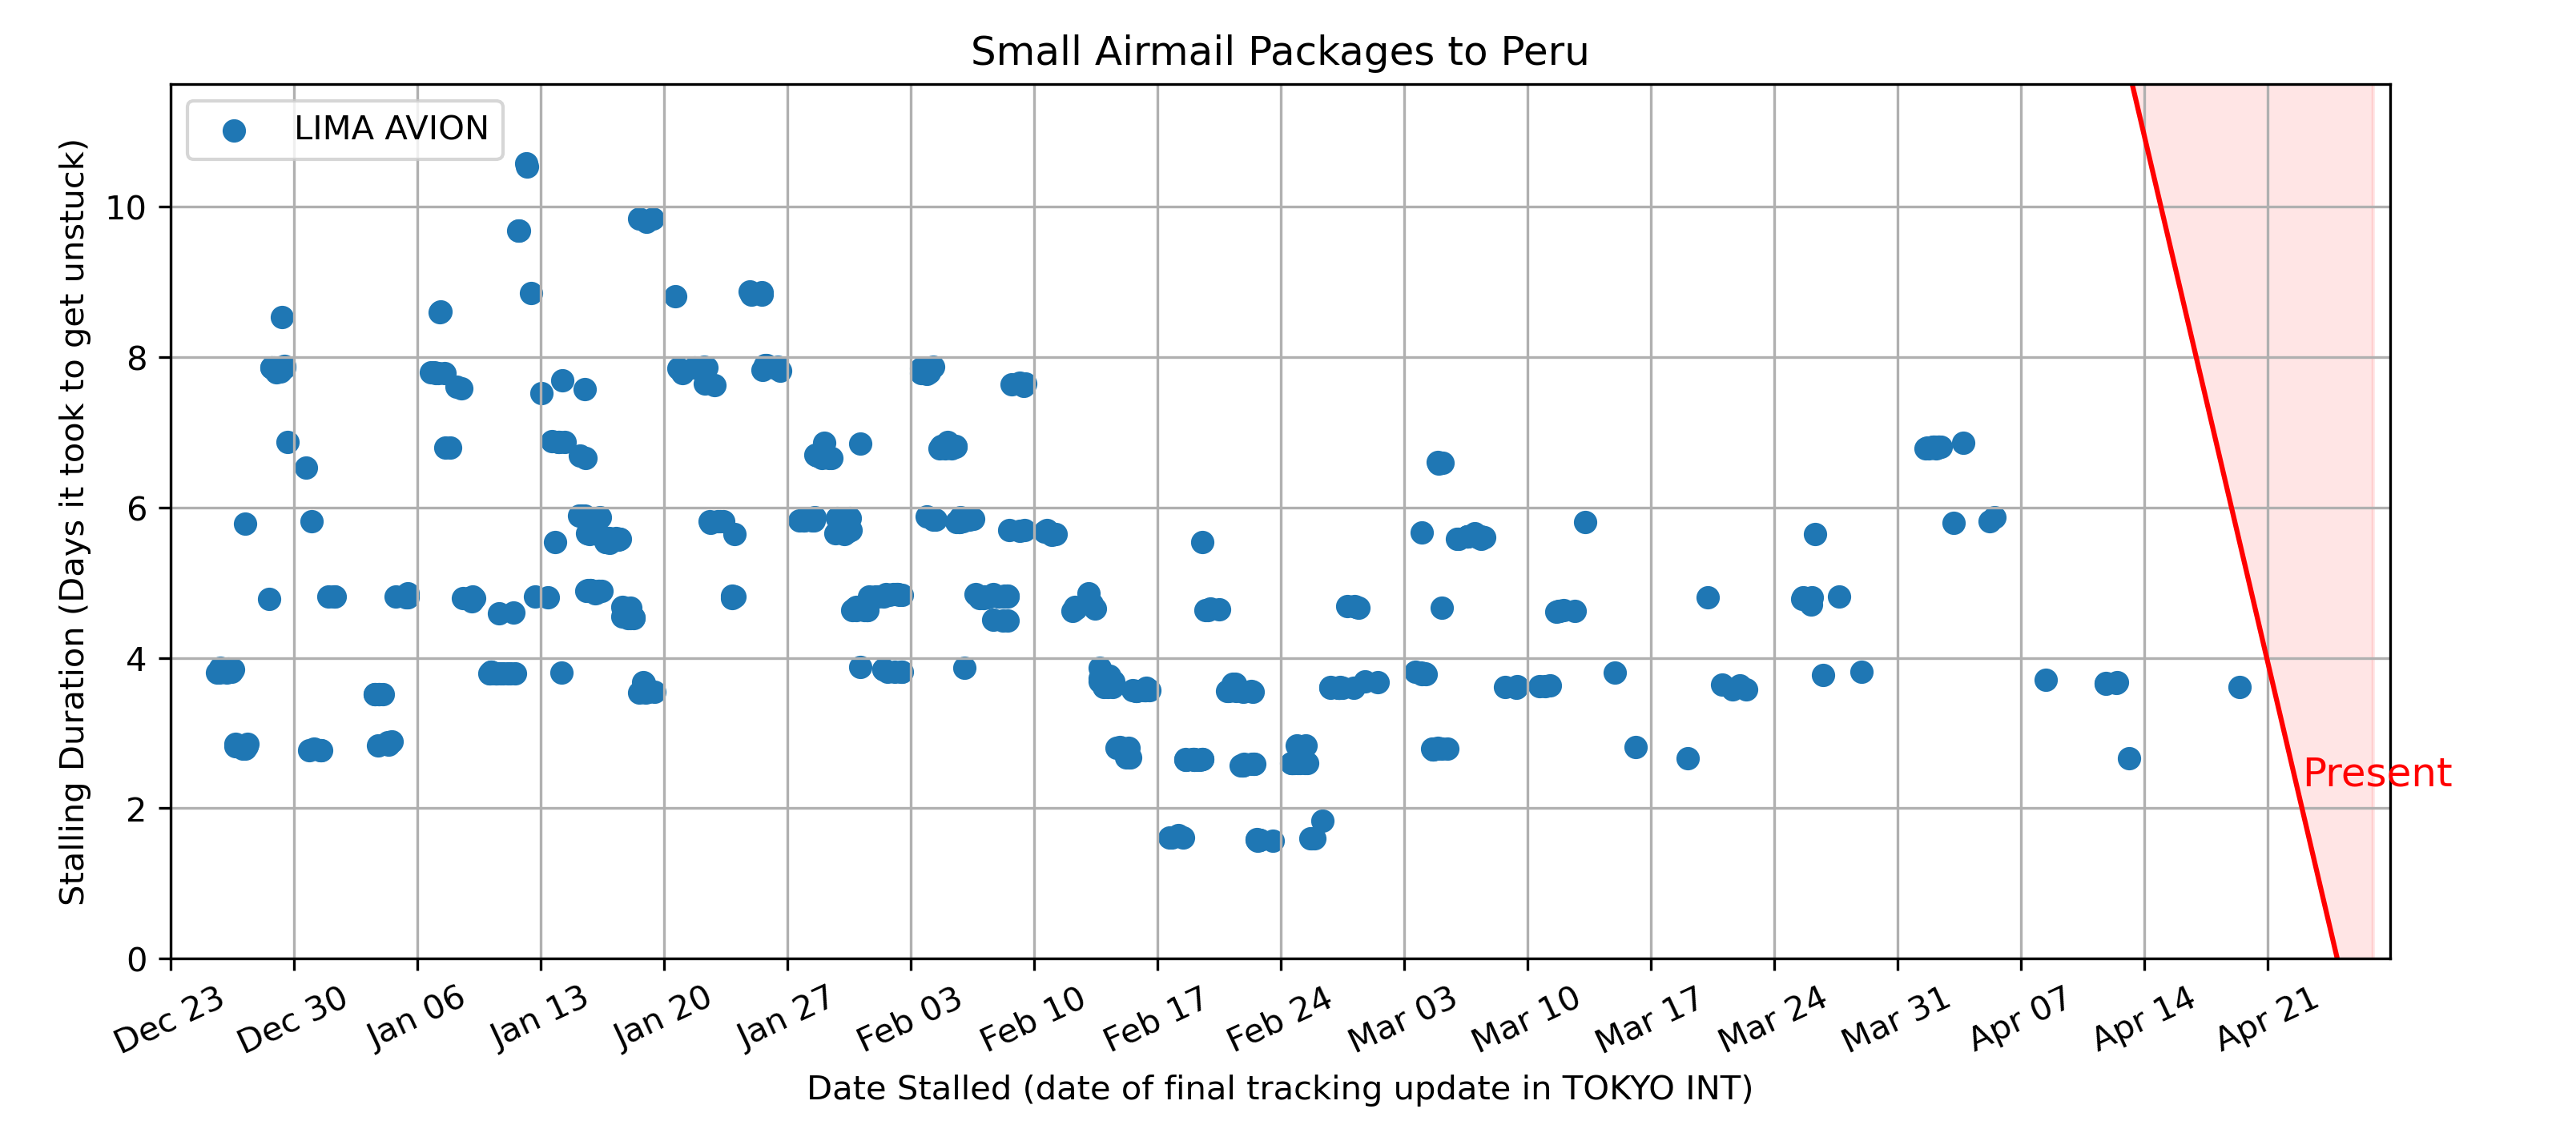 Small Airmail Packages to Peru
LIMA AVION
Stalling Duration (Days it took to get unstuck)
10
8
6
4
2
0
Present
Dec 23
Dec 30
Jan 06
Jan 13
Jan 20
Jan 27
Feb 03
Feb 10
Feb 17
Feb 24
Mar 03
Mar 10
Mar 17
Mar 24
Mar 31
Apr 07
Apr 14
Apr 21
Date Stalled (date of final tracking update in TOKYO INT)